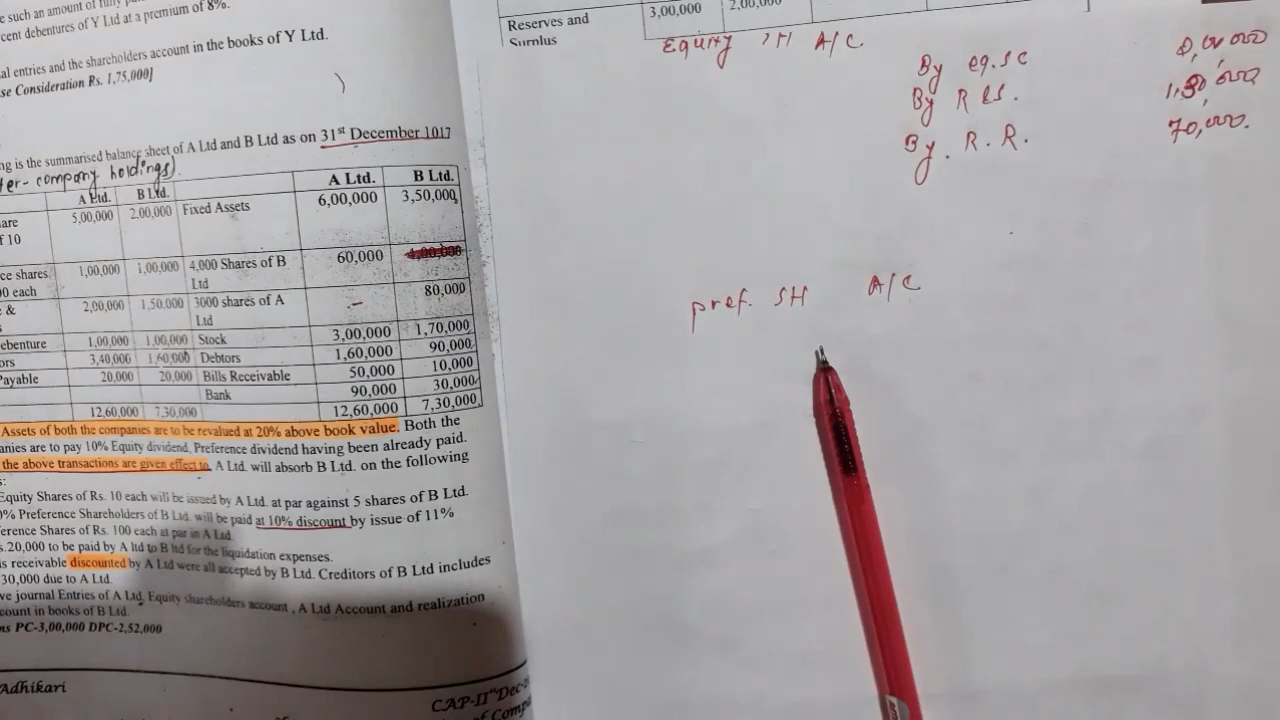 e such an amount of fully
cent debentures of Y Ltd at a premium of 8%.
al entries and the shareholders account in the books of Y Ltd.
se Consideration Rs. 1,75,000]
ng is the summarised balance sheet of A Ltd and B Ltd as on 31st December 1017
ter-company holdings)
A Ltd. B Ltd. A Ltd. B Ltd.
are 5,00,000 2,00,000 Fixed Assets 6,00,000 3,50,000
f 10
ce shares 1,00,000 1,00,000 4,000 Shares of B 60,000
00 each Ltd
& 2,00,000 1,50,000 3000 shares of A - 80,000
s Ltd
ebenture 1,00,000 1,00,000 Stock 3,00,000 1,70,000
ors 3,40,000 1,60,000 Debtors 1,60,000 90,000
Payable 20,000 20,000 Bills Receivable 50,000 10,000
Bank 90,000 30,000
12,60,000 7,30,000 12,60,000 7,30,000
Assets of both the companies are to be revalued at 20% above book value. Both the
anies are to pay 10% Equity dividend, Preference dividend having been already paid.
the above transactions are given effect to, A Ltd. will absorb B Ltd. on the following
s:
Equity Shares of Rs. 10 each will be issued by A Ltd. at par against 5 shares of B Ltd.
0% Preference Shareholders of B Ltd. will be paid at 10% discount by issue of 11%
erence Shares of Rs. 100 each at par in A Ltd.
s.20,000 to be paid by A ltd to B ltd for the liquidation expenses.
ls receivable discounted by A Ltd were all accepted by B Ltd. Creditors of B Ltd includes
30,000 due to A Ltd.
ve journal Entries of A Ltd, Equity shareholders account, A Ltd Account and realization
count in books of B Ltd.
ns PC-3,00,000 DPC-2,52,000
Adhikari
CAP-II Dec-2
of Comp
Reserves and 3,00,000 2,00,000
Surplus
Equity SH A/C
By eq.sc
By R &S.
By. R. R. 70,000.
pref. SH A/C